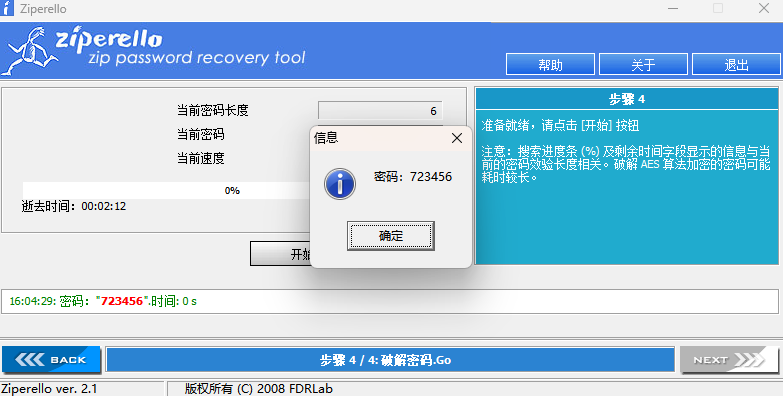 Ziperello
ziperello
zip password recovery tool
帮助
关于
退出
当前密码长度
6
当前密码
当前速度
0%
逝去时间：00:02:12
开始
信息
密码：723456
确定
步骤 4
准备就绪，请点击 [开始] 按钮
注意：搜索进度条 (%) 及剩余时间字段显示的信息与当
前的密码效验长度相关。破解 AES 算法加密的密码可能
耗时较长。
16:04:29: 密码："723456".时间: 0 s
BACK
步骤 4 / 4: 破解密码.Go
NEXT
Ziperello ver. 2.1
版权所有 (C) 2008 FDRLab